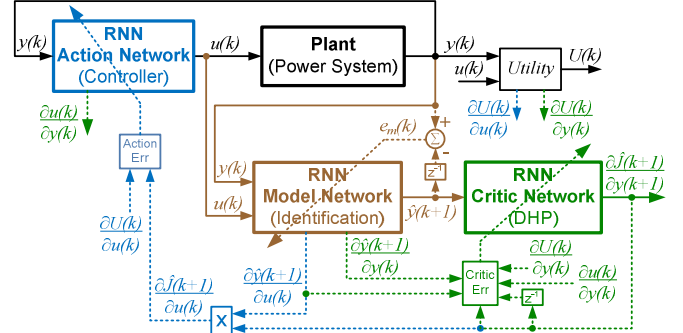 RNN
Action Network
(Controller)
y(k)
u(k)
Plant
(Power System)
y(k)
u(k)
Utility
U(k)
∂u(k)
∂y(k)
∂U(k)
∂u(k)
∂U(k)
∂y(k)
Action
Err
eₘ(k)
+
Σ
-
z⁻¹
y(k)
u(k)
RNN
Model Network
(Identification)
ŷ(k+1)
RNN
Critic Network
(DHP)
∂Ĵ(k+1)
∂y(k+1)
∂U(k)
∂u(k)
∂Ĵ(k+1)
∂u(k)
∂ŷ(k+1)
∂u(k)
∂ŷ(k+1)
∂y(k)
Critic
Err
∂U(k)
∂y(k)
∂u(k)
∂y(k)
z⁻¹
X